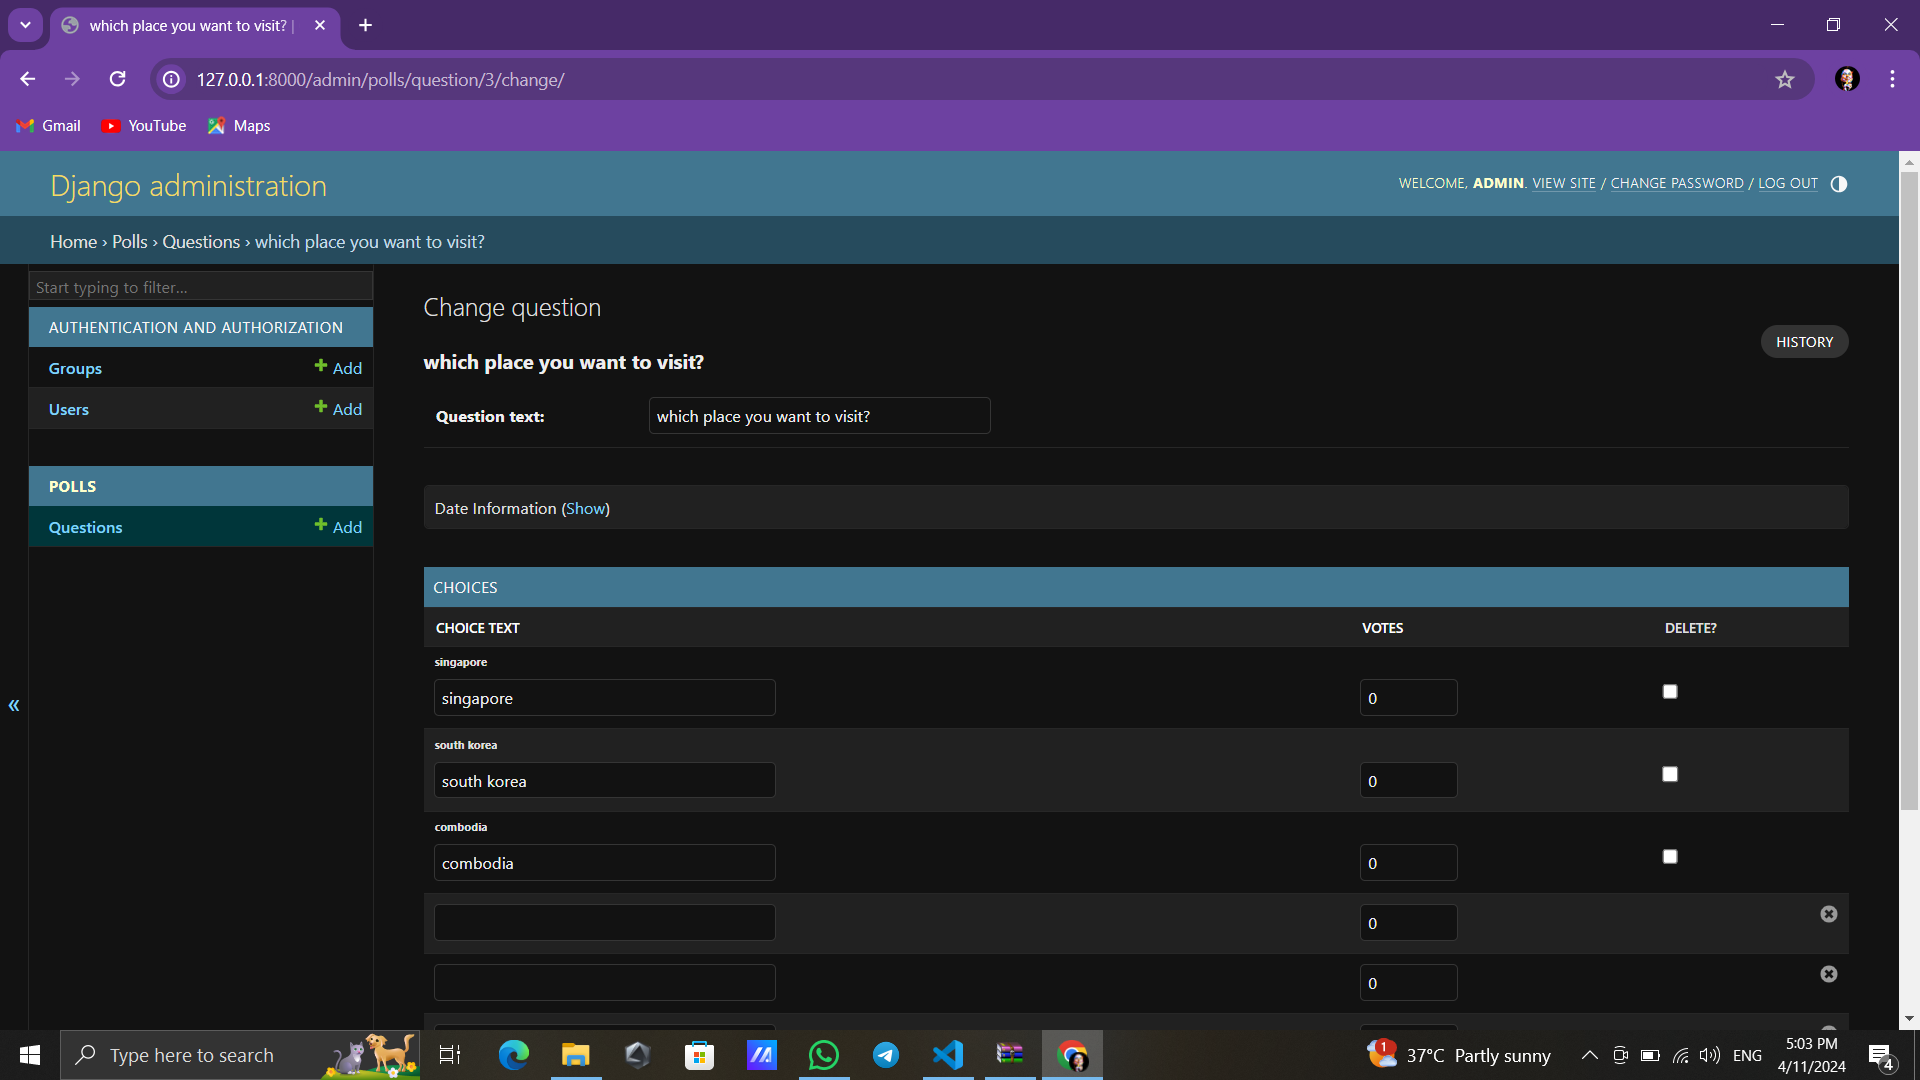 which place you want to visit? |
127.0.0.1:8000/admin/polls/question/3/change/
Gmail YouTube Maps
Django administration
WELCOME, ADMIN. VIEW SITE / CHANGE PASSWORD / LOG OUT
Home › Polls › Questions › which place you want to visit?
Start typing to filter...
AUTHENTICATION AND AUTHORIZATION
Groups Add
Users Add
POLLS
Questions Add
Change question
HISTORY
which place you want to visit?
Question text: which place you want to visit?
Date Information (Show)
CHOICES
CHOICE TEXT VOTES DELETE?
singapore
singapore 0
south korea
south korea 0
combodia
combodia 0
0
0
«
Type here to search
1
37°C Partly sunny
ENG
5:03 PM
4/11/2024
4